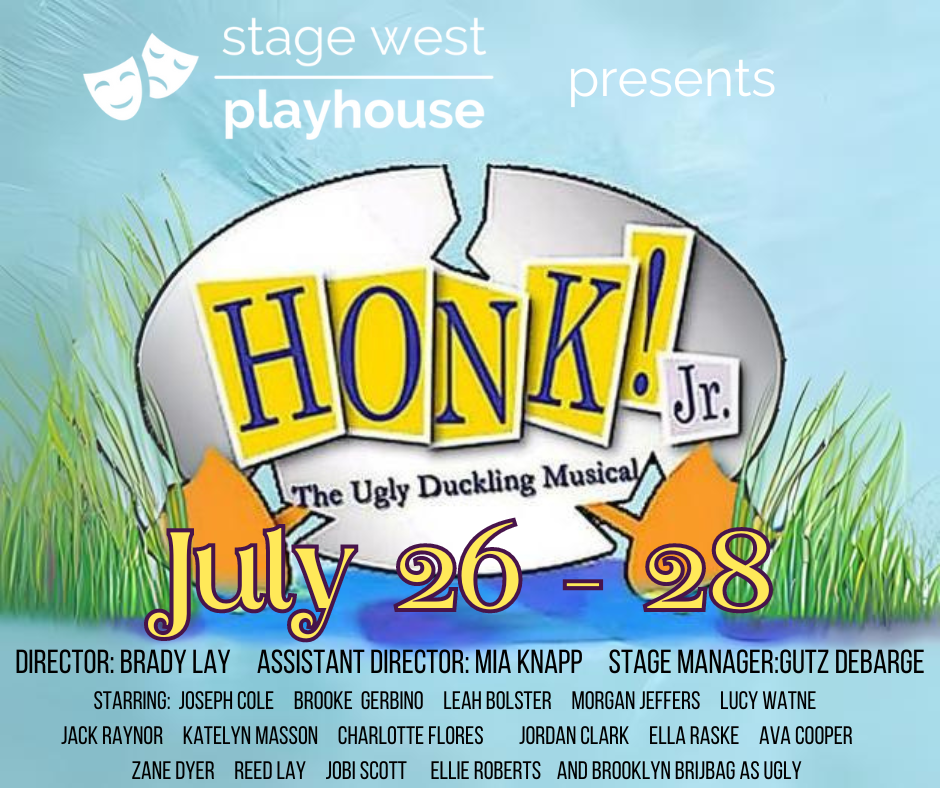 stage west
playhouse
presents
HONK!
Jr.
The Ugly Duckling Musical
July 26 - 28
DIRECTOR: BRADY LAY ASSISTANT DIRECTOR: MIA KNAPP STAGE MANAGER:GUTZ DEBARGE
STARRING: JOSEPH COLE BROOKE GERBINO LEAH BOLSTER MORGAN JEFFERS LUCY WATNE
JACK RAYNOR KATELYN MASSON CHARLOTTE FLORES JORDAN CLARK ELLA RASKE AVA COOPER
ZANE DYER REED LAY JOBI SCOTT ELLIE ROBERTS AND BROOKLYN BRIJBAG AS UGLY